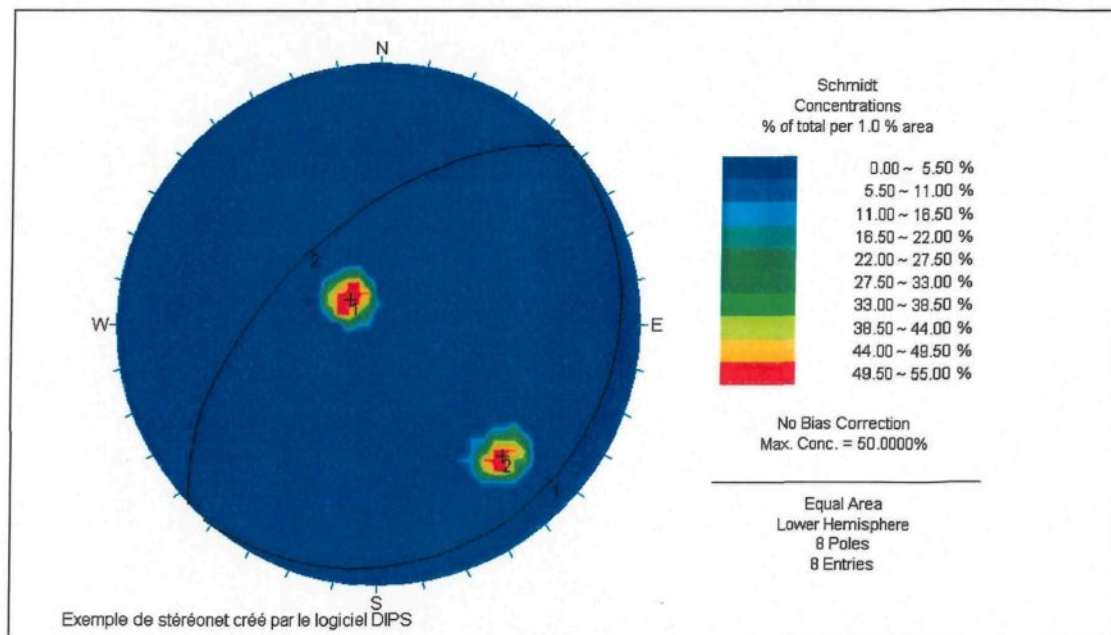 N
W
E
S
2
1
2
1
Exemple de stéréonet créé par le logiciel DIPS
Schmidt
Concentrations
% of total per 1.0 % area
0.00 ~ 5.50 %
5.50 ~ 11.00 %
11.00 ~ 16.50 %
16.50 ~ 22.00 %
22.00 ~ 27.50 %
27.50 ~ 33.00 %
33.00 ~ 38.50 %
38.50 ~ 44.00 %
44.00 ~ 49.50 %
49.50 ~ 55.00 %
No Bias Correction
Max. Conc. = 50.0000%
Equal Area
Lower Hemisphere
8 Poles
8 Entries